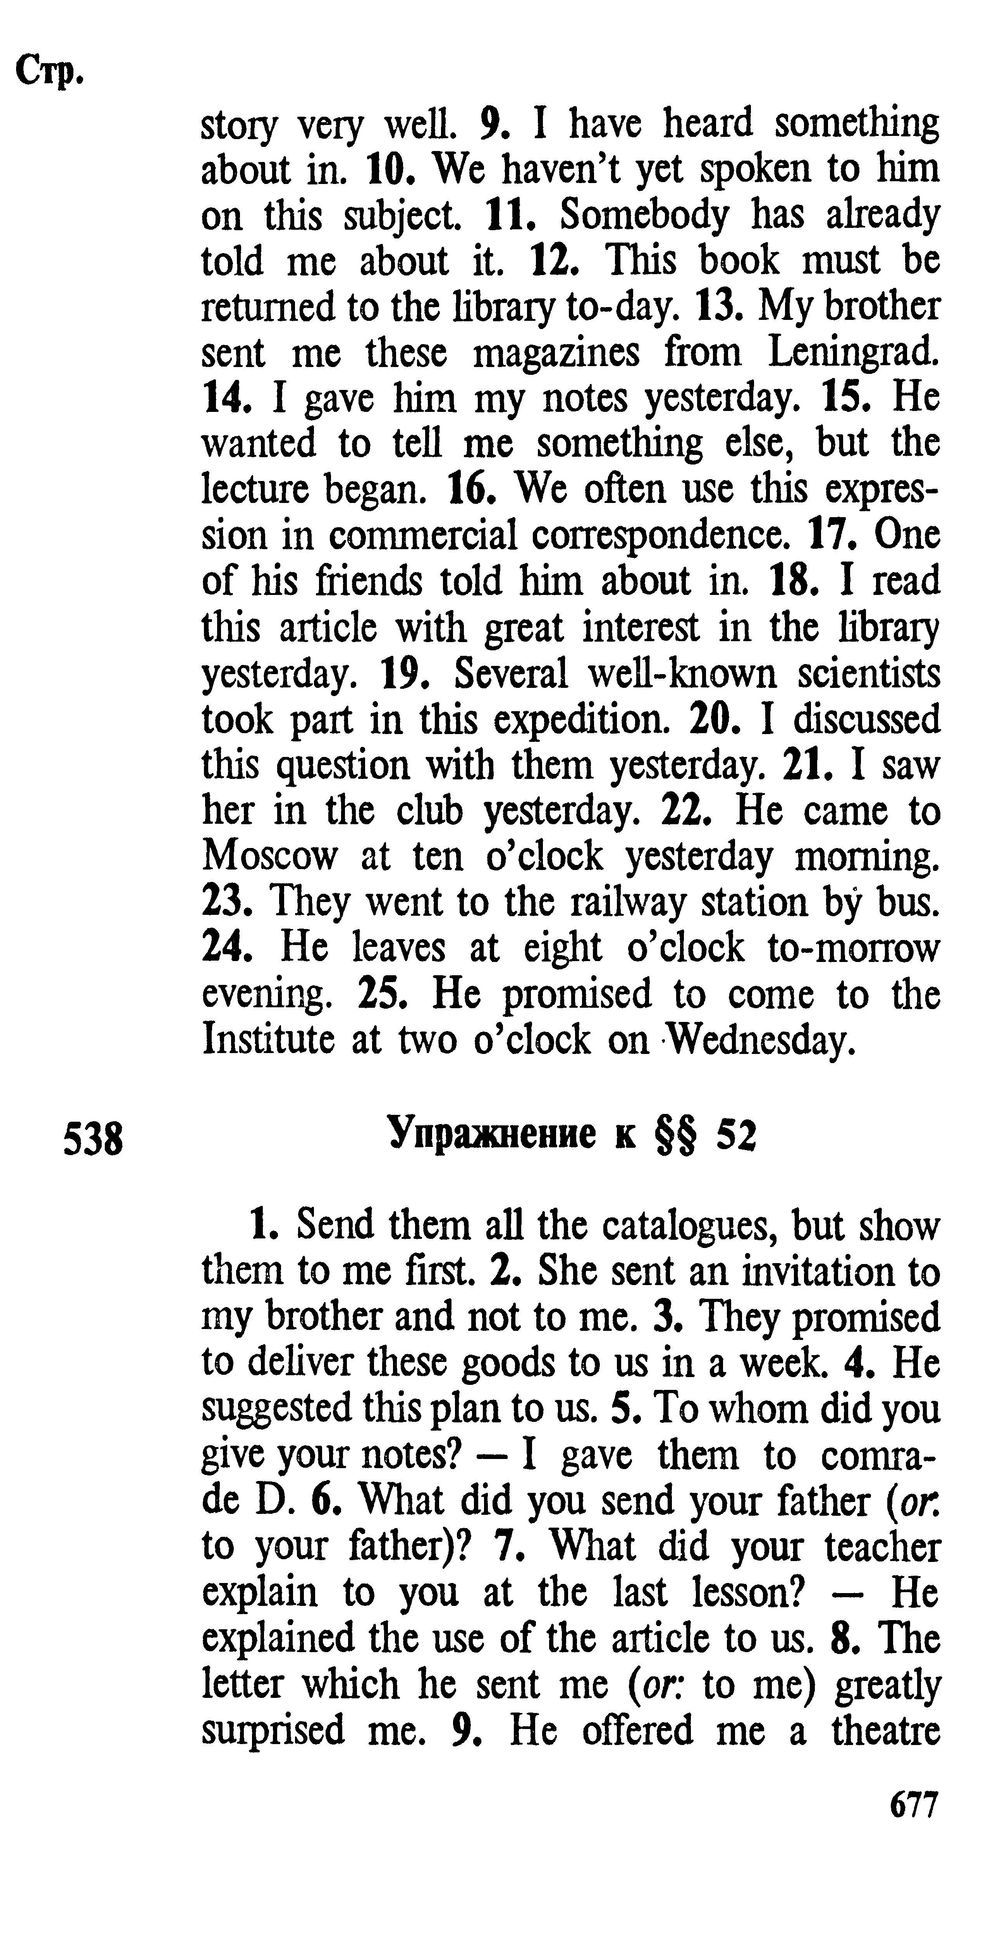 Стр.
story very well. 9. I have heard something
about in. 10. We haven't yet spoken to him
on this subject. 11. Somebody has already
told me about it. 12. This book must be
returned to the library to-day. 13. My brother
sent me these magazines from Leningrad.
14. I gave him my notes yesterday. 15. He
wanted to tell me something else, but the
lecture began. 16. We often use this expres-
sion in commercial correspondence. 17. One
of his friends told him about in. 18. I read
this article with great interest in the library
yesterday. 19. Several well-known scientists
took part in this expedition. 20. I discussed
this question with them yesterday. 21. I saw
her in the club yesterday. 22. He came to
Moscow at ten o'clock yesterday morning.
23. They went to the railway station by bus.
24. He leaves at eight o'clock to-morrow
evening. 25. He promised to come to the
Institute at two o'clock on Wednesday.
538 Упражнение к §§ 52
1. Send them all the catalogues, but show
them to me first. 2. She sent an invitation to
my brother and not to me. 3. They promised
to deliver these goods to us in a week. 4. He
suggested this plan to us. 5. To whom did you
give your notes? — I gave them to comra-
de D. 6. What did you send your father (or:
to your father)? 7. What did your teacher
explain to you at the last lesson? — He
explained the use of the article to us. 8. The
letter which he sent me (or: to me) greatly
surprised me. 9. He offered me a theatre
677